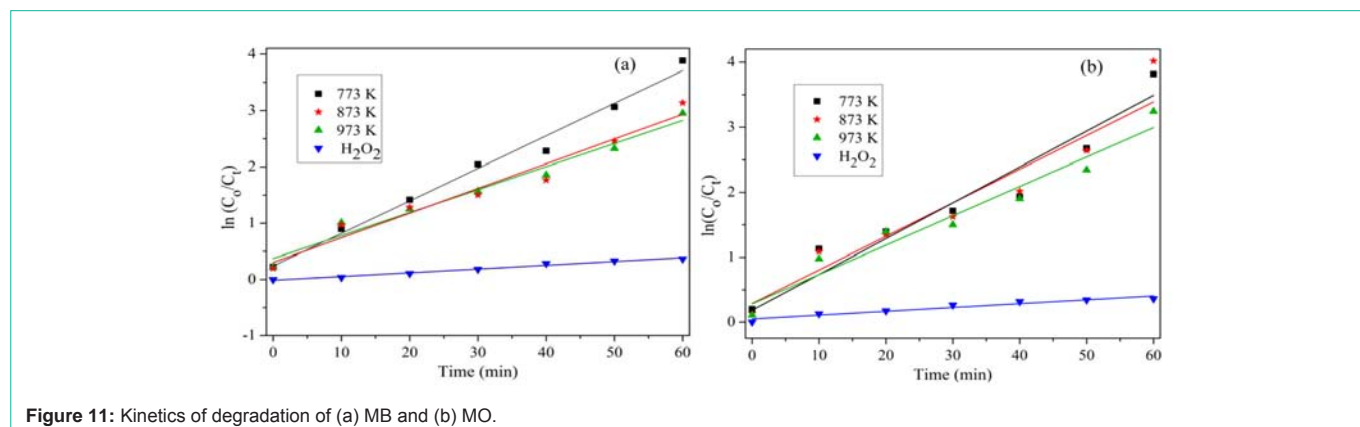 (a)
773 K
873 K
973 K
H₂O₂
ln (Cₒ/Cₜ)
4
3
2
1
0
-1
0 10 20 30 40 50 60
Time (min)
(b)
773 K
873 K
973 K
H₂O₂
ln(Cₒ/Cₜ)
4
3
2
1
0
0 10 20 30 40 50 60
Time (min)
Figure 11: Kinetics of degradation of (a) MB and (b) MO.